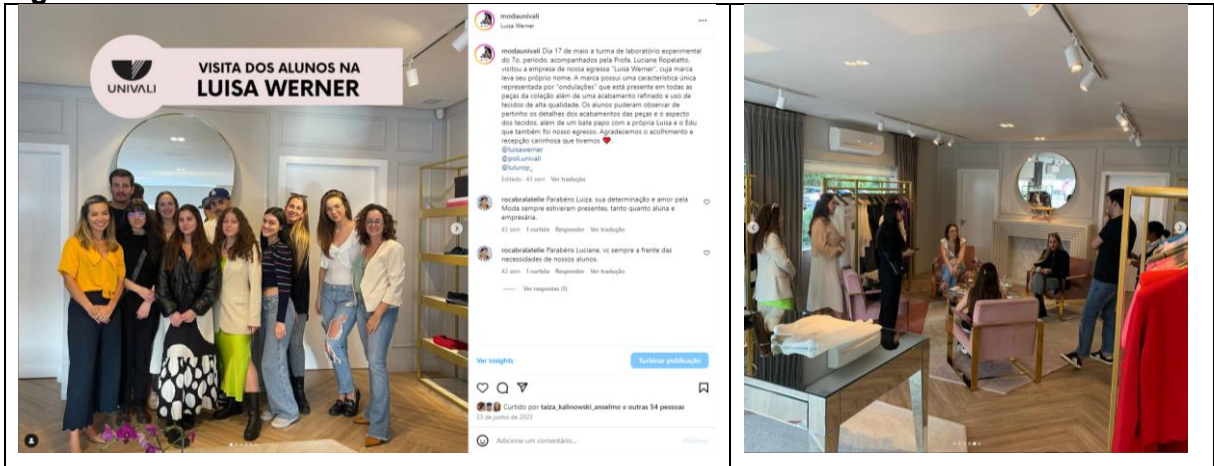 UNIVALI
VISITA DOS ALUNOS NA
LUISA WERNER
modaunivali
Luisa Werner
modaunivali Dia 17 de maio a turma de laboratório experimental
do 7o. período, acompanhados pela Profa. Luciane Ropelatto,
visitou a empresa de nossa egressa "Luisa Werner", cuja marca
leva seu próprio nome. A marca possui uma característica única
representada por "ondulações" que está presente em todas as
peças da coleção além de uma acabamento refinado e uso de
tecidos de alta qualidade. Os alunos puderam observar de
pertinho os detalhes dos acabamentos das peças e o aspecto
dos tecidos, além de um bate papo com a própria Luisa e o Edu
que também foi nosso egresso. Agradecemos o acolhimento e
recepção carinhosa que tivemos ❤
@luisawerner
@poli.univali
@lulurop_
Editado · 43 sem Ver tradução
rocabralatelie Parabéns Luiza, sua determinação e amor pela
Moda sempre estiveram presentes, tanto quanto aluna e
empresária.
43 sem 1 curtida Responder Ver tradução
rocabralatelie Parabéns Luciane, vc sempre a frente das
necessidades de nossos alunos.
43 sem 1 curtida Responder Ver tradução
Ver respostas (1)
Ver insights
Turbinar publicação
Curtido por taiza_kalinowski_anselmo e outras 54 pessoas
23 de junho de 2023
Adicione um comentário...
Publicar